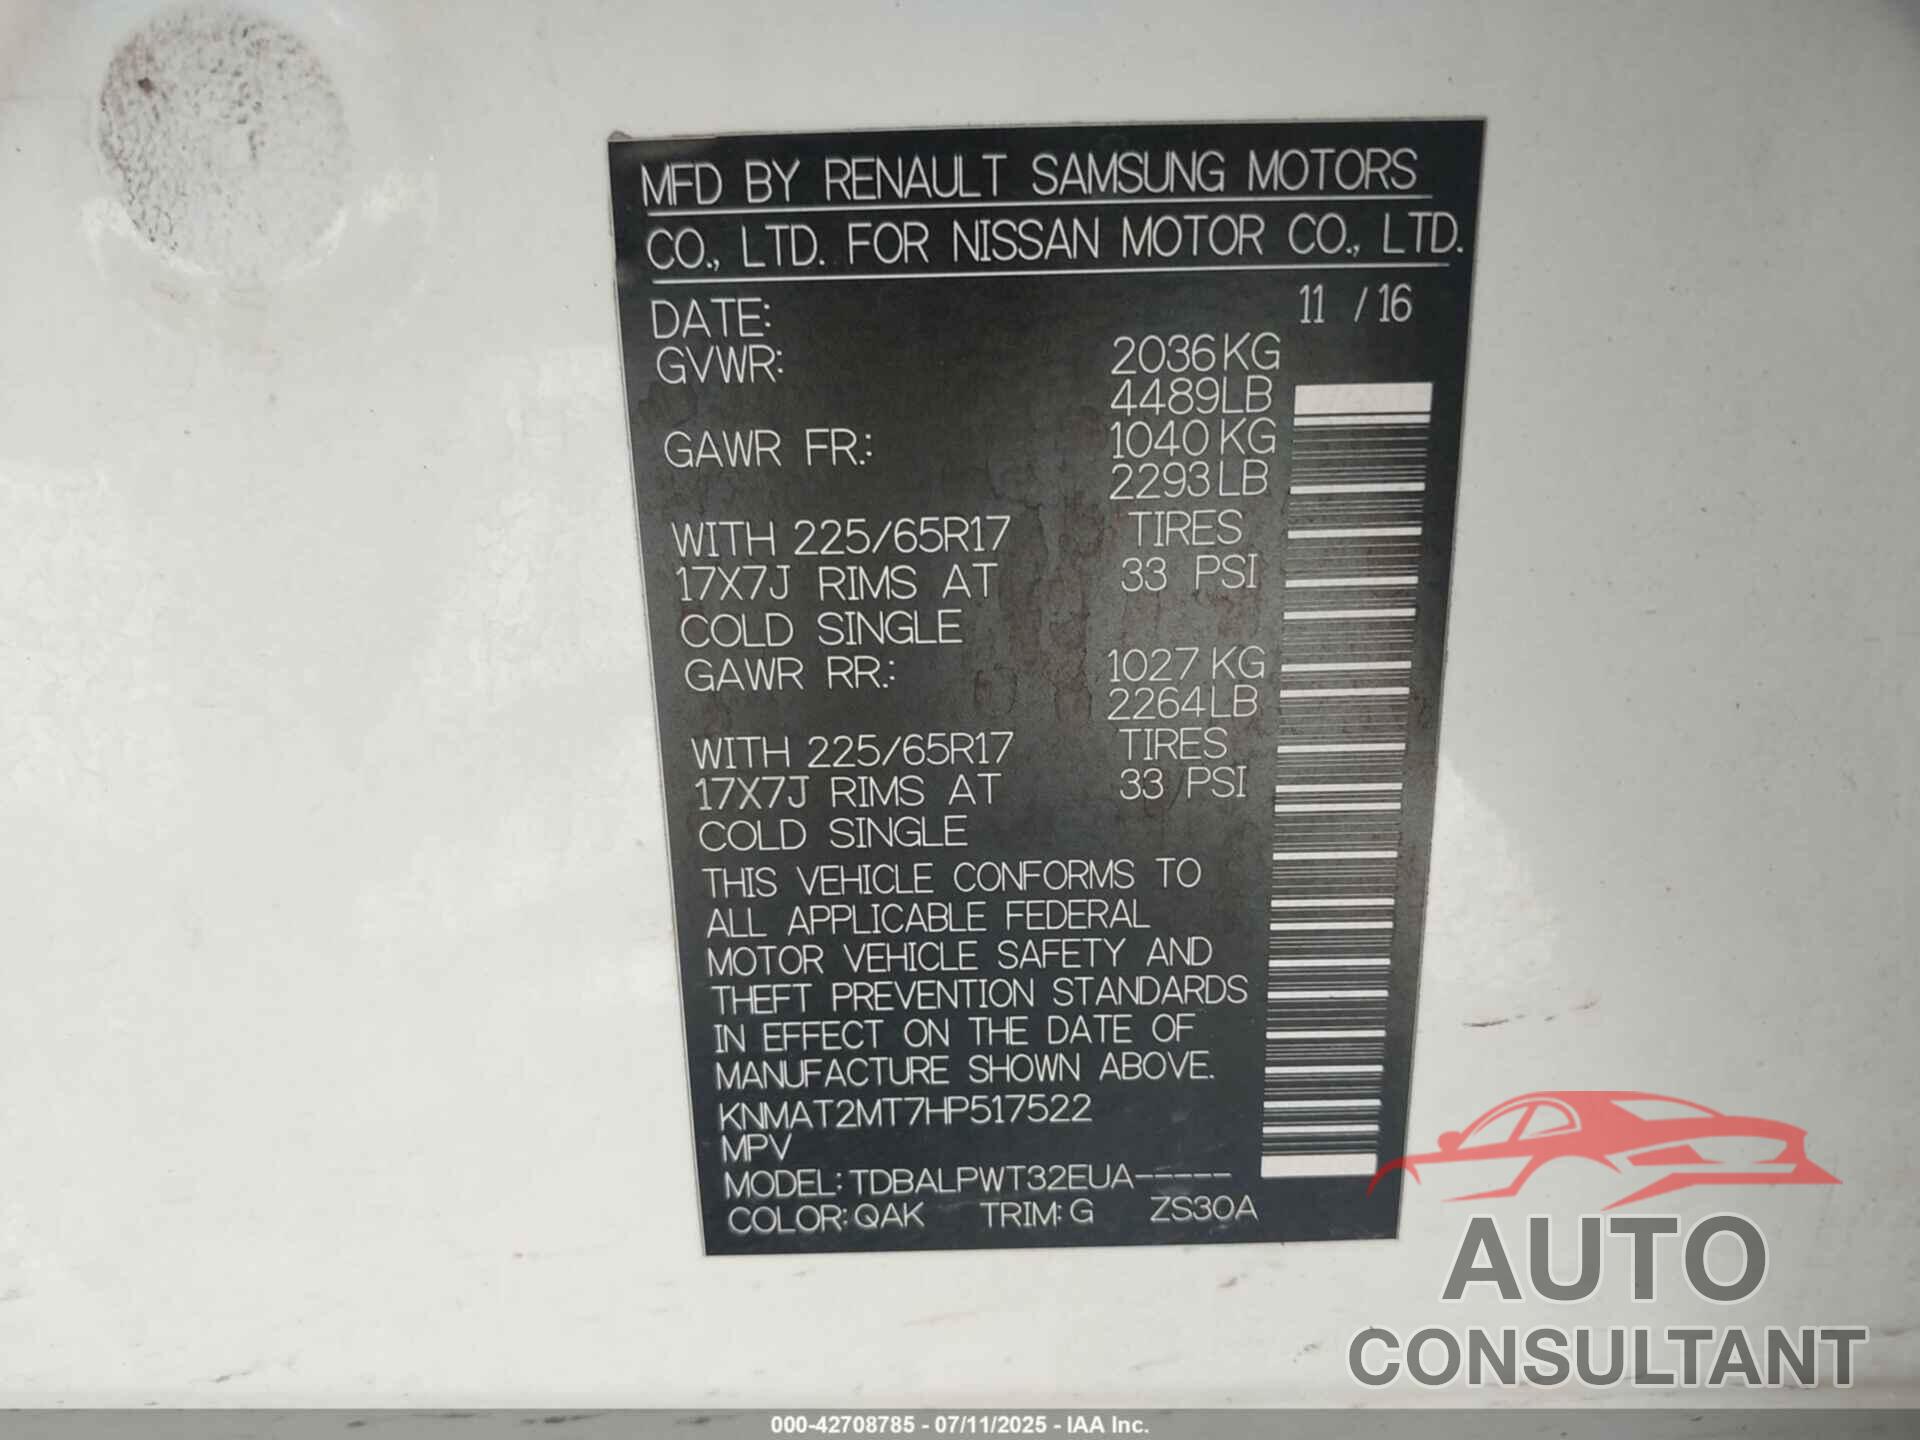 MFD BY RENAULT SAMSUNG MOTORS
CO., LTD. FOR NISSAN MOTOR CO., LTD.
DATE: 11 / 16
GVWR: 2036KG
4489LB
GAWR FR.: 1040KG
2293LB
WITH 225/65R17 TIRES
17X7J RIMS AT 33 PSI
COLD SINGLE
GAWR RR.: 1027KG
2264LB
WITH 225/65R17 TIRES
17X7J RIMS AT 33 PSI
COLD SINGLE
THIS VEHICLE CONFORMS TO
ALL APPLICABLE FEDERAL
MOTOR VEHICLE SAFETY AND
THEFT PREVENTION STANDARDS
IN EFFECT ON THE DATE OF
MANUFACTURE SHOWN ABOVE.
KNMAT2MT7HP517522
MPV
MODEL: TDBALPWT32EUA-----
COLOR: QAK TRIM: G ZS30A
AUTO
CONSULTANT
000-42708785 - 07/11/2025 - IAA Inc.